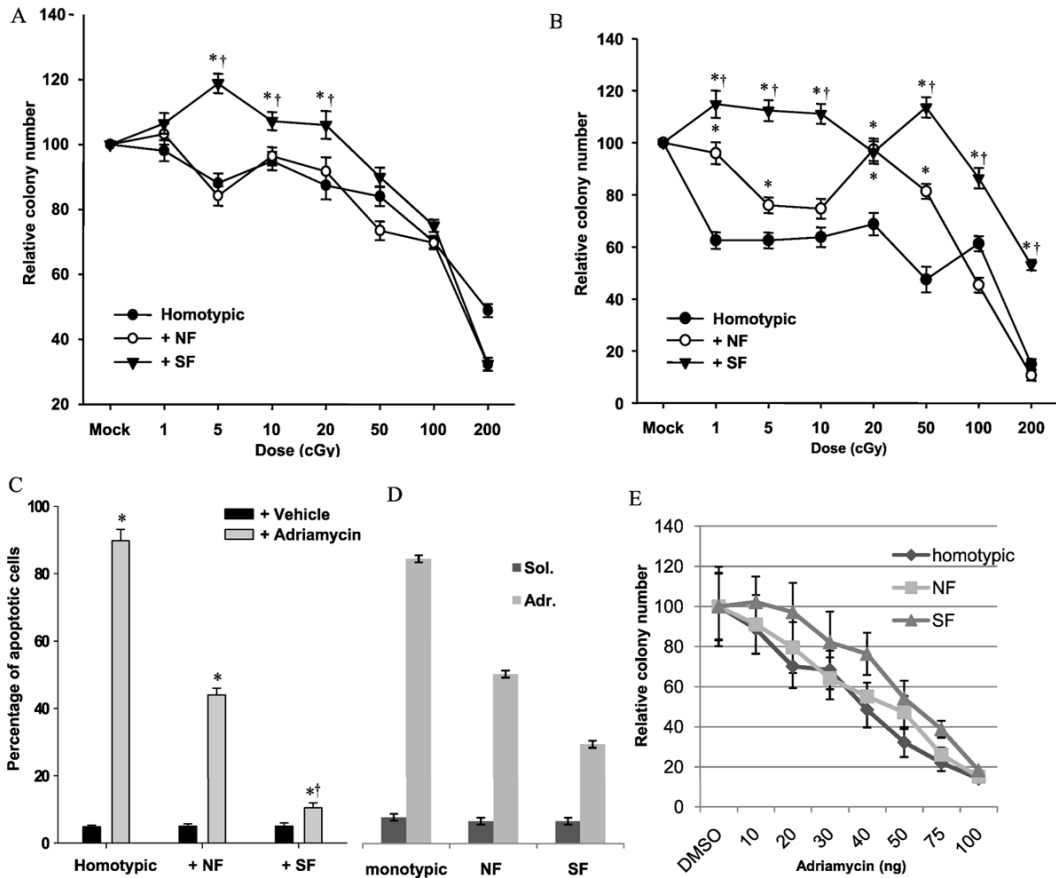 A
Relative colony number
140
120
100
80
60
40
20
*† *† *†
Homotypic
+ NF
+ SF
Mock 1 5 10 20 50 100 200
Dose (cGy)
B
Relative colony number
140
120
100
80
60
40
20
0
*† *† *† * *† *†
* * * * *†
Homotypic
+ NF
+ SF
Mock 1 5 10 20 50 100 200
Dose (cGy)
C
Percentage of apoptotic cells
100
80
60
40
20
0
+ Vehicle
+ Adriamycin
*
*
*†
Homotypic + NF + SF
D
Sol.
Adr.
monotypic NF SF
E
Relative colony number
140
120
100
80
60
40
20
0
homotypic
NF
SF
DMSO 10 20 30 40 50 75 100
Adriamycin (ng)